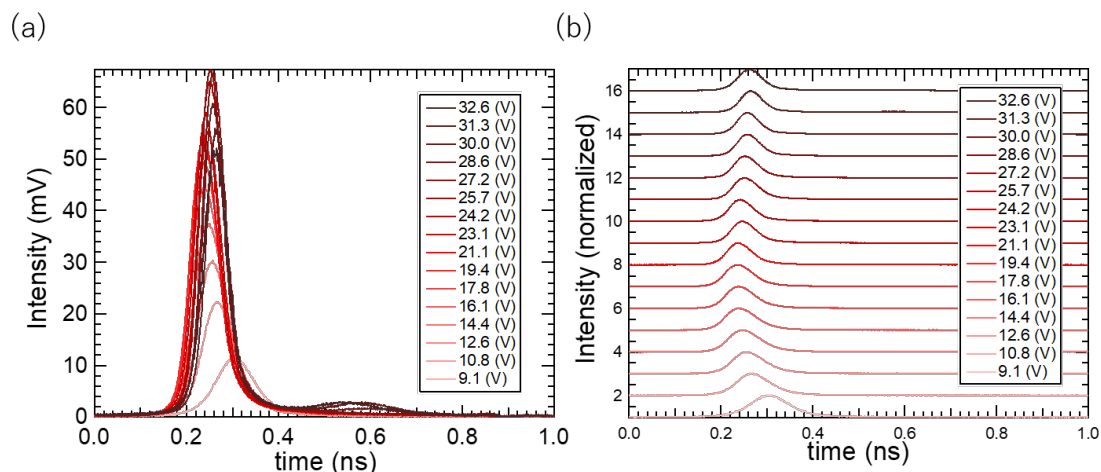 (a)
(b)
Intensity (mV)
60
50
40
30
20
10
0
0.0 0.2 0.4 0.6 0.8 1.0
time (ns)
32.6 (V)
31.3 (V)
30.0 (V)
28.6 (V)
27.2 (V)
25.7 (V)
24.2 (V)
23.1 (V)
21.1 (V)
19.4 (V)
17.8 (V)
16.1 (V)
14.4 (V)
12.6 (V)
10.8 (V)
9.1 (V)
Intensity (normalized)
16
14
12
10
8
6
4
2
0.0 0.2 0.4 0.6 0.8 1.0
time (ns)
32.6 (V)
31.3 (V)
30.0 (V)
28.6 (V)
27.2 (V)
25.7 (V)
24.2 (V)
23.1 (V)
21.1 (V)
19.4 (V)
17.8 (V)
16.1 (V)
14.4 (V)
12.6 (V)
10.8 (V)
9.1 (V)